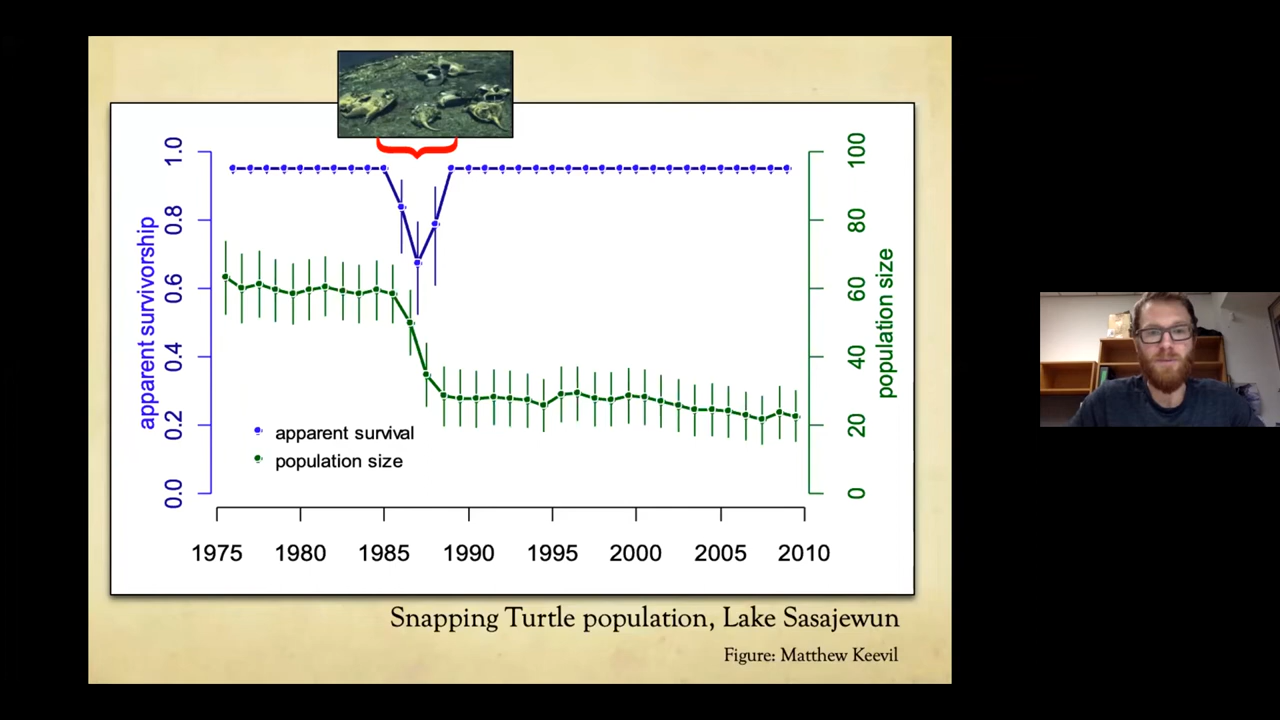 apparent survivorship
1.0
0.8
0.6
0.4
0.2
0.0
100
80
60
40
20
0
population size
apparent survival
population size
1975 1980 1985 1990 1995 2000 2005 2010
Snapping Turtle population, Lake Sasajewun
Figure: Matthew Keevil